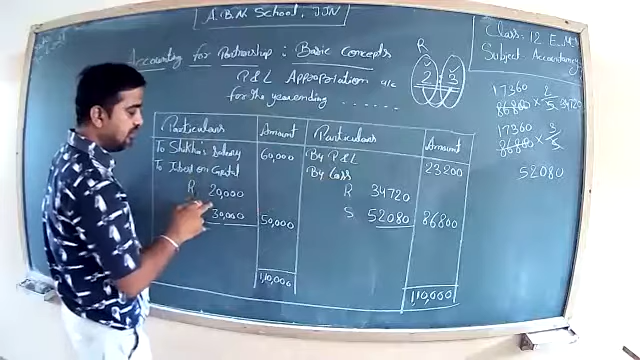 A.B.N School, JJN
Class: 12 E.M
Subject Accountancy
Accounting for Partnership : Basic Concepts
P&L Appropriation a/c
for the year ending ......
R
2 : 3
17360
86800 × 2/5 34720
17360
86800 × 3/5
52080
Particulars Amount Particulars Amount
To Shikha's Salary 60,000 By P&L 23200
To Interest on Capital By Loss
R 20,000 R 34720
30,000 50,000 S 52080 86800
1,10,000 1,10,000